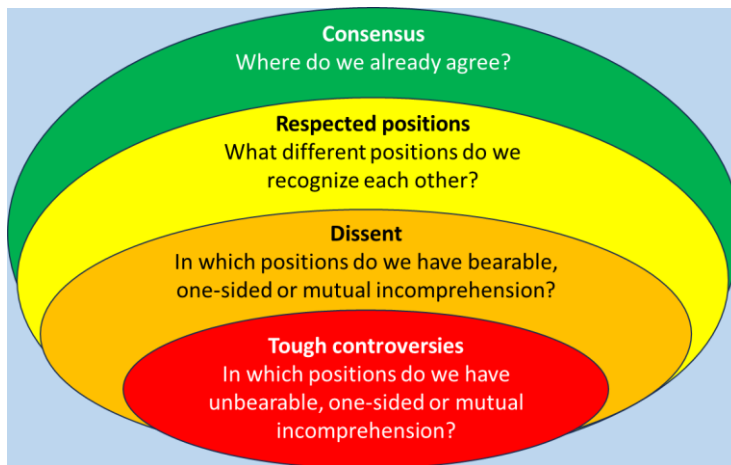 Consensus
Where do we already agree?
Respected positions
What different positions do we
recognize each other?
Dissent
In which positions do we have bearable,
one-sided or mutual incomprehension?
Tough controversies
In which positions do we have
unbearable, one-sided or mutual
incomprehension?